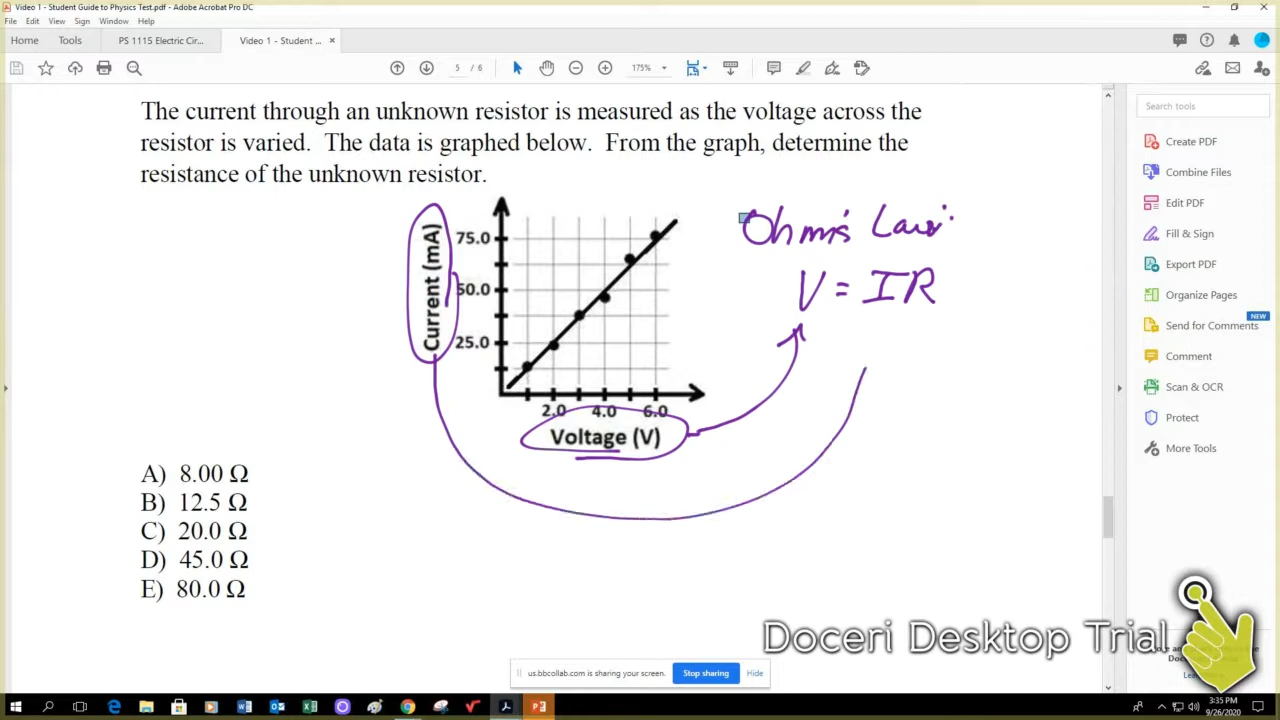 Video 1 - Student Guide to Physics Test.pdf - Adobe Acrobat Pro DC
File Edit View Sign Window Help
Home Tools PS 1115 Electric Cir... Video 1 - Student ... ×
5 / 6 175%
Search tools
Create PDF
Combine Files
Edit PDF
Fill & Sign
Export PDF
Organize Pages
NEW
Send for Comments
Comment
Scan & OCR
Protect
More Tools
The current through an unknown resistor is measured as the voltage across the
resistor is varied. The data is graphed below. From the graph, determine the
resistance of the unknown resistor.
Current (mA)
75.0
50.0
25.0
2.0 4.0 6.0
Voltage (V)
Ohm's Law:
V = IR
A) 8.00 Ω
B) 12.5 Ω
C) 20.0 Ω
D) 45.0 Ω
E) 80.0 Ω
Doceri Desktop Trial
us.bbcollab.com is sharing your screen. Stop sharing Hide
3:35 PM
9/26/2020